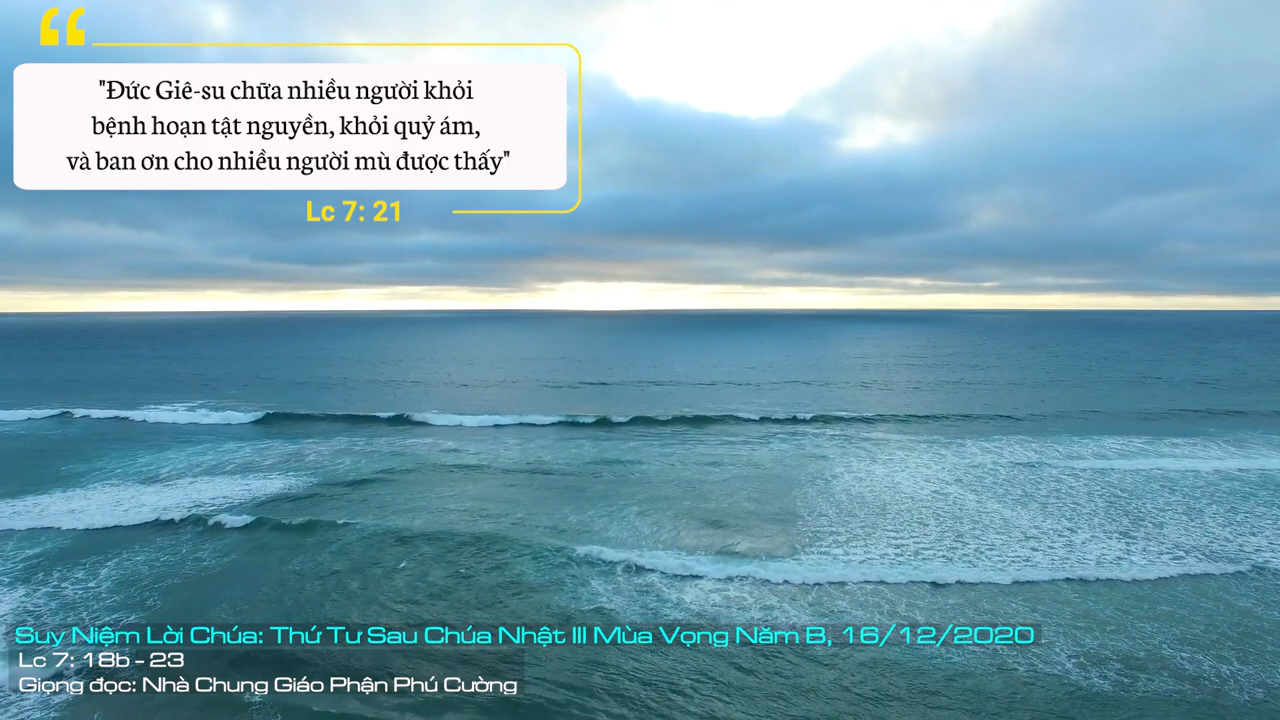 "Đức Giê-su chữa nhiều người khỏi
bệnh hoạn tật nguyền, khỏi quỷ ám,
và ban ơn cho nhiều người mù được thấy"
Lc 7: 21
Suy Niệm Lời Chúa: Thứ Tư Sau Chúa Nhật III Mùa Vọng Năm B, 16/12/2020
Lc 7: 18b - 23
Giọng đọc: Nhà Chung Giáo Phận Phú Cường